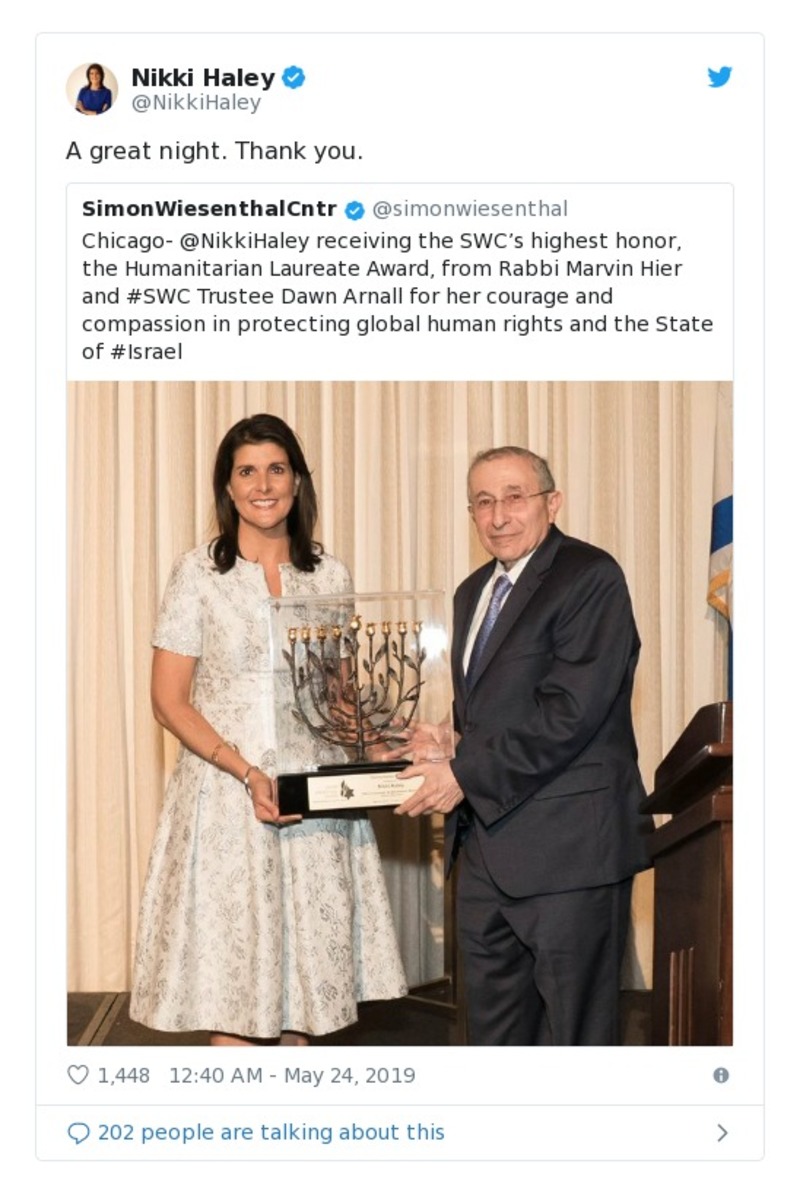 Nikki Haley
@NikkiHaley
A great night. Thank you.
SimonWiesenthalCntr @simonwiesenthal
Chicago- @NikkiHaley receiving the SWC’s highest honor,
the Humanitarian Laureate Award, from Rabbi Marvin Hier
and #SWC Trustee Dawn Arnall for her courage and
compassion in protecting global human rights and the State
of #Israel
1,448 12:40 AM - May 24, 2019
202 people are talking about this